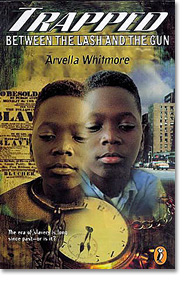 TRAPPED
BETWEEN THE LASH AND THE GUN
Arvella Whitmore
The era of slavery is long
since past—or is it?